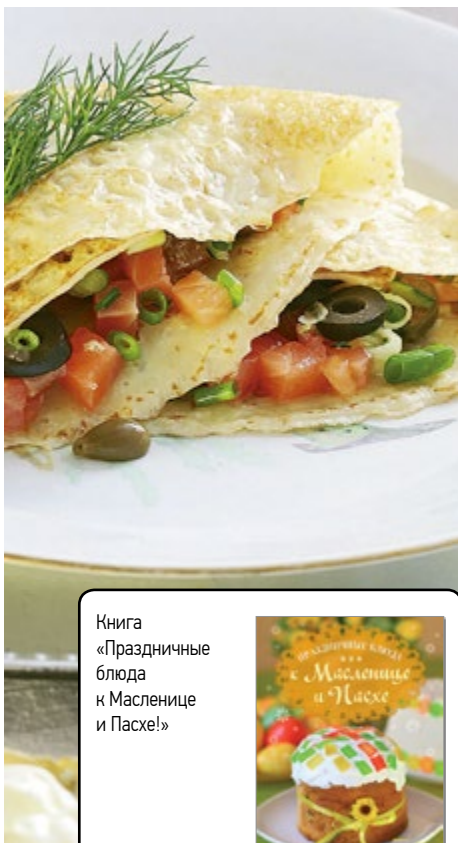 Книга
«Праздничные
блюда
к Масленице
и Пасхе!»
ПРАЗДНИЧНЫЕ БЛЮДА
к Масленице
и Пасхе